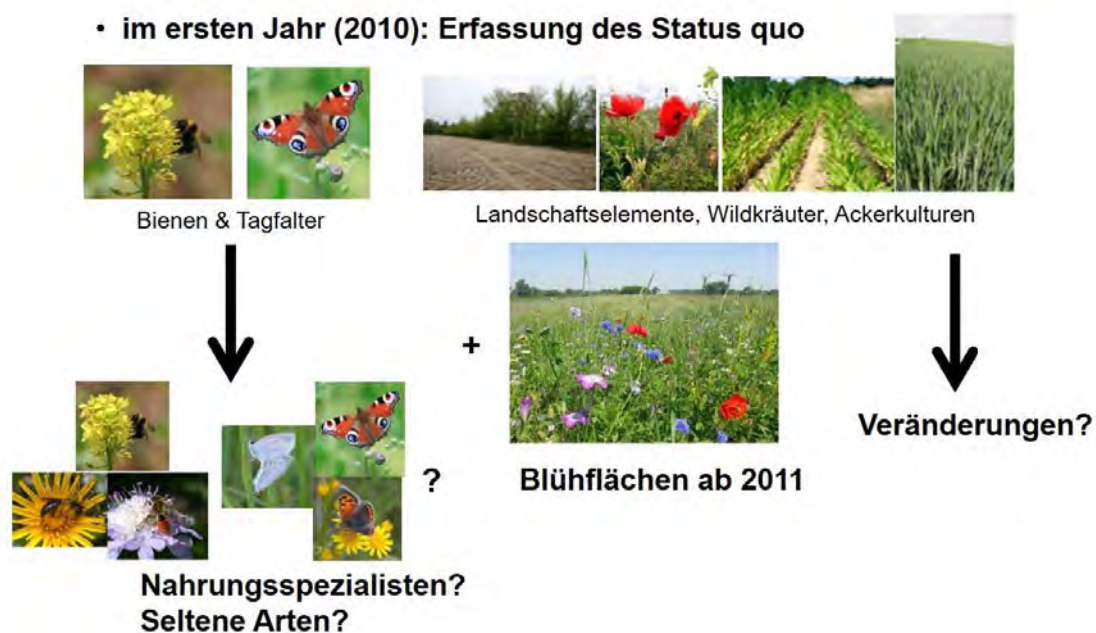 • im ersten Jahr (2010): Erfassung des Status quo
Bienen & Tagfalter
Landschaftselemente, Wildkräuter, Ackerkulturen
+
Veränderungen?
?
Blühflächen ab 2011
Nahrungsspezialisten?
Seltene Arten?